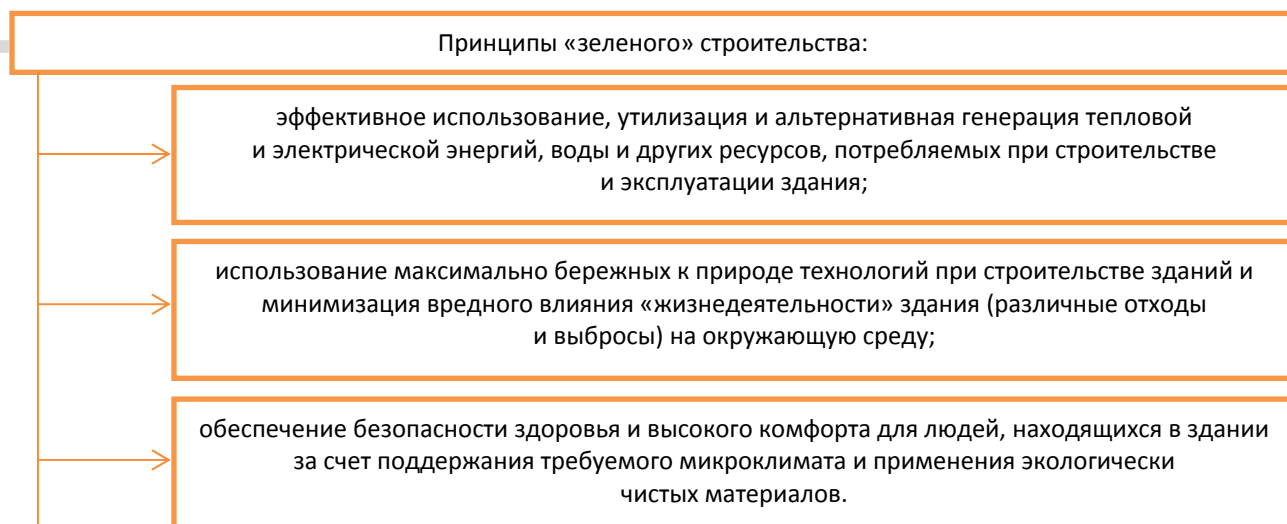 Принципы «зеленого» строительства:
эффективное использование, утилизация и альтернативная генерация тепловой
и электрической энергий, воды и других ресурсов, потребляемых при строительстве
и эксплуатации здания;
использование максимально бережных к природе технологий при строительстве зданий и
минимизация вредного влияния «жизнедеятельности» здания (различные отходы
и выбросы) на окружающую среду;
обеспечение безопасности здоровья и высокого комфорта для людей, находящихся в здании
за счет поддержания требуемого микроклимата и применения экологически
чистых материалов.